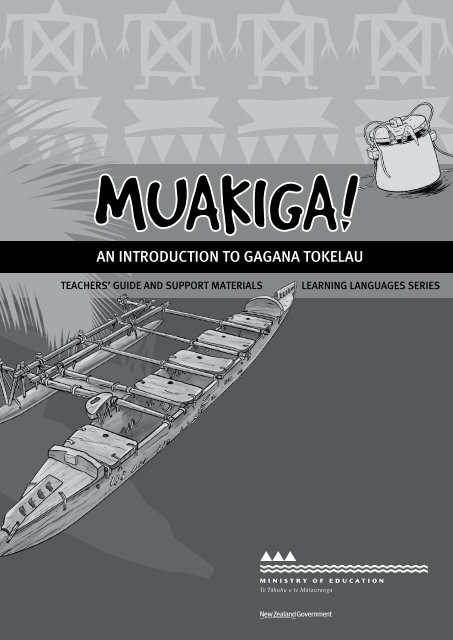 MUAKIGA!
AN INTRODUCTION TO GAGANA TOKELAU
TEACHERS' GUIDE AND SUPPORT MATERIALS LEARNING LANGUAGES SERIES
MINISTRY OF EDUCATION
Te Tāhuhu o te Mātauranga
New Zealand Government